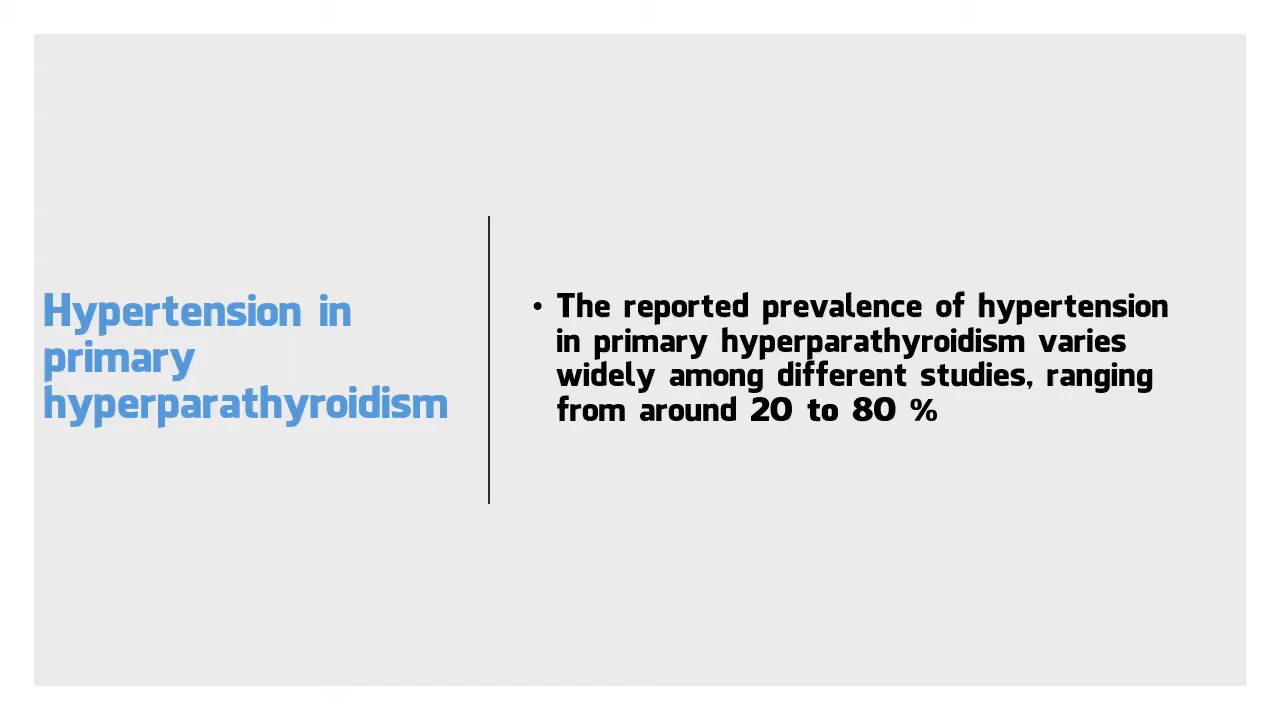 Hypertension in
primary
hyperparathyroidism
• The reported prevalence of hypertension
in primary hyperparathyroidism varies
widely among different studies, ranging
from around 20 to 80 %